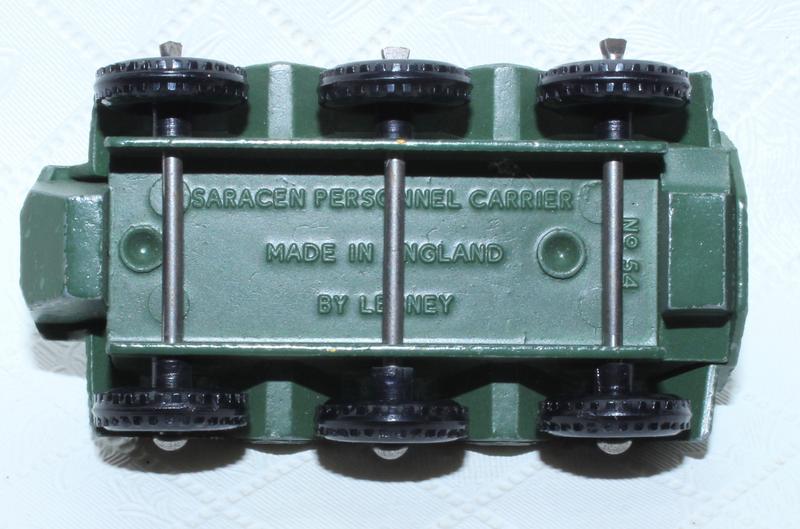 SARACEN PERSONNEL CARRIER
MADE IN ENGLAND
BY LESNEY
No 54